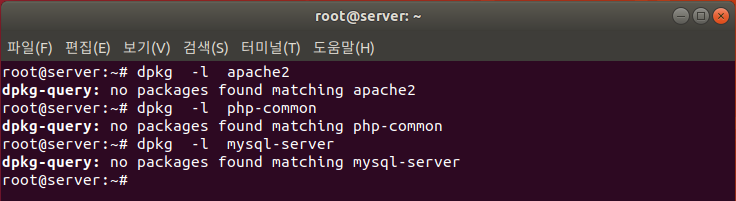 root@server: ~
파일(F) 편집(E) 보기(V) 검색(S) 터미널(T) 도움말(H)
root@server:~# dpkg  -l  apache2
dpkg-query: no packages found matching apache2
root@server:~# dpkg  -l  php-common
dpkg-query: no packages found matching php-common
root@server:~# dpkg  -l  mysql-server
dpkg-query: no packages found matching mysql-server
root@server:~#